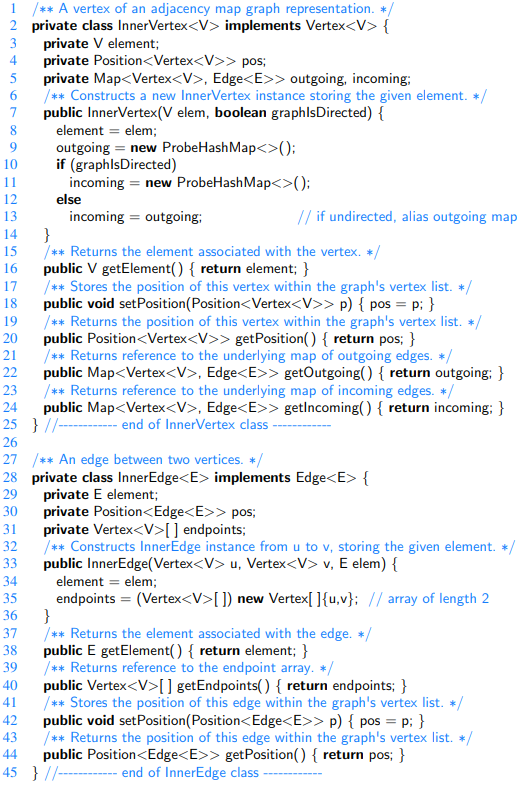 1 /** A vertex of an adjacency map graph representation. */
2 private class InnerVertex<V> implements Vertex<V> {
3 private V element;
4 private Position<Vertex<V>> pos;
5 private Map<Vertex<V>, Edge<E>> outgoing, incoming;
6 /** Constructs a new InnerVertex instance storing the given element. */
7 public InnerVertex(V elem, boolean graphIsDirected) {
8 element = elem;
9 outgoing = new ProbeHashMap<>();
10 if (graphIsDirected)
11 incoming = new ProbeHashMap<>();
12 else
13 incoming = outgoing; // if undirected, alias outgoing map
14 }
15 /** Returns the element associated with the vertex. */
16 public V getElement() { return element; }
17 /** Stores the position of this vertex within the graph's vertex list. */
18 public void setPosition(Position<Vertex<V>> p) { pos = p; }
19 /** Returns the position of this vertex within the graph's vertex list. */
20 public Position<Vertex<V>> getPosition() { return pos; }
21 /** Returns reference to the underlying map of outgoing edges. */
22 public Map<Vertex<V>, Edge<E>> getOutgoing() { return outgoing; }
23 /** Returns reference to the underlying map of incoming edges. */
24 public Map<Vertex<V>, Edge<E>> getIncoming() { return incoming; }
25 } //------------ end of InnerVertex class ------------
26
27 /** An edge between two vertices. */
28 private class InnerEdge<E> implements Edge<E> {
29 private E element;
30 private Position<Edge<E>> pos;
31 private Vertex<V>[ ] endpoints;
32 /** Constructs InnerEdge instance from u to v, storing the given element. */
33 public InnerEdge(Vertex<V> u, Vertex<V> v, E elem) {
34 element = elem;
35 endpoints = (Vertex<V>[ ]) new Vertex[ ]{u,v}; // array of length 2
36 }
37 /** Returns the element associated with the edge. */
38 public E getElement() { return element; }
39 /** Returns reference to the endpoint array. */
40 public Vertex<V>[ ] getEndpoints() { return endpoints; }
41 /** Stores the position of this edge within the graph's vertex list. */
42 public void setPosition(Position<Edge<E>> p) { pos = p; }
43 /** Returns the position of this edge within the graph's vertex list. */
44 public Position<Edge<E>> getPosition() { return pos; }
45 } //------------ end of InnerEdge class ------------